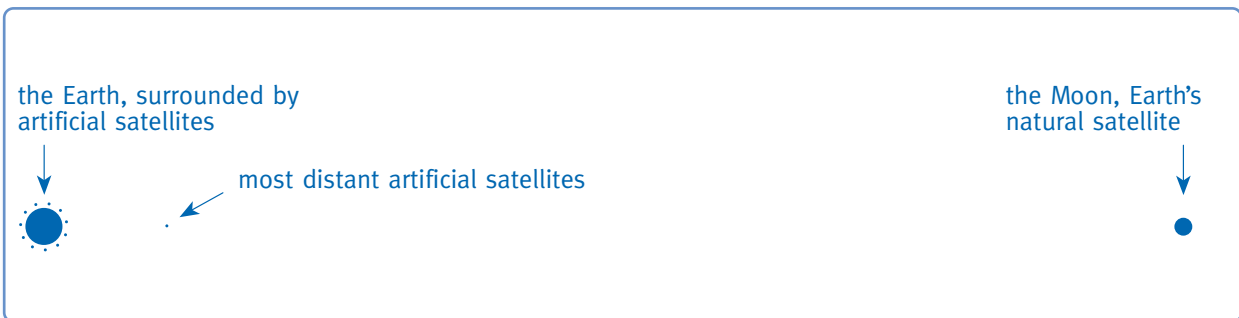 the Earth, surrounded by
artificial satellites
most distant artificial satellites
the Moon, Earth’s
natural satellite